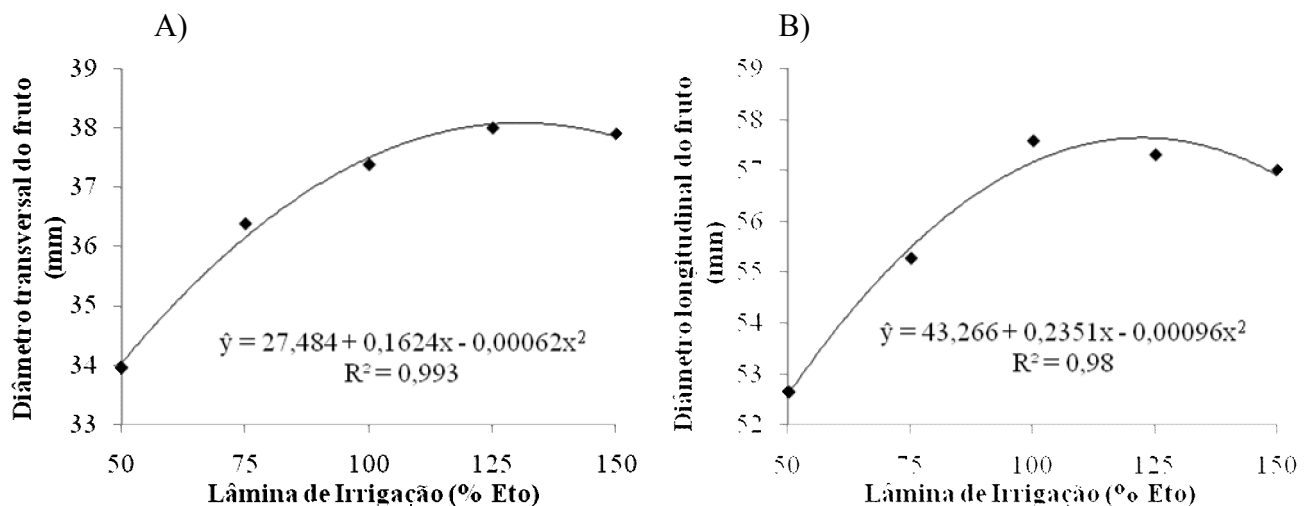 A)
Diâmetro transversal do fruto
(mm)
39
38
37
36
35
34
33
ŷ = 27,484 + 0,1624x - 0,00062x²
R² = 0,993
50 75 100 125 150
Lâmina de Irrigação (% Eto)
B)
Diâmetro longitudinal do fruto
(mm)
59
58
57
56
55
54
53
52
ŷ = 43,266 + 0,2351x - 0,00096x²
R² = 0,98
50 75 100 125 150
Lâmina de Irrigação (% Eto)